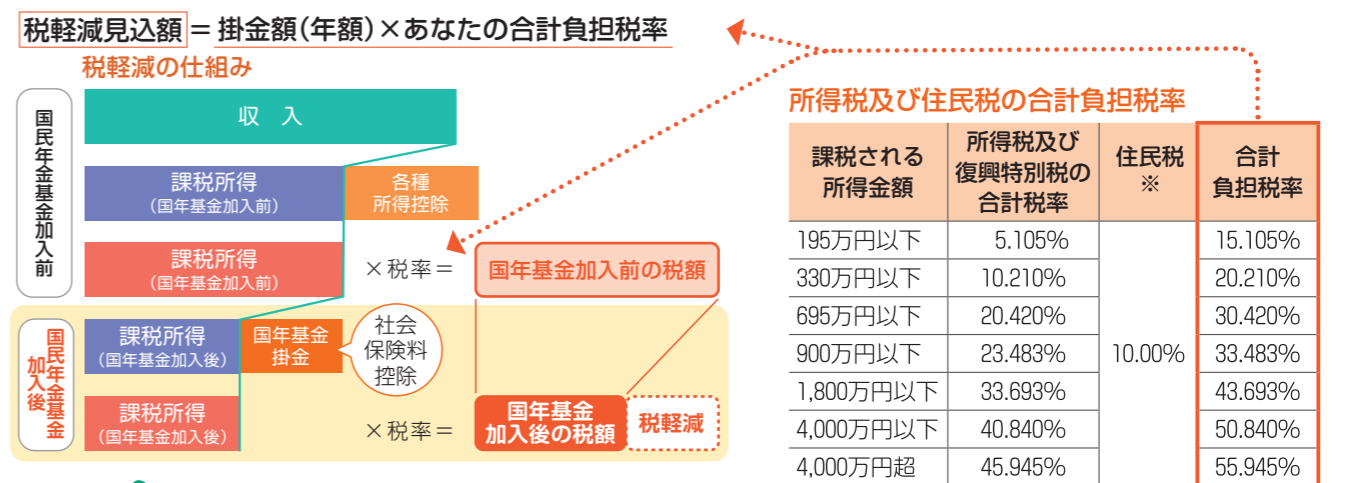 税軽減見込額＝掛金額（年額）×あなたの合計負担税率
税軽減の仕組み
国民年金基金加入前
収 入
課税所得
（国年基金加入前）
各種
所得控除
課税所得
（国年基金加入前）
×税率＝
国年基金加入前の税額
国民年金基金
加入後
課税所得
（国年基金加入後）
国年基金
掛金
社会
保険料
控除
課税所得
（国年基金加入後）
×税率＝
国年基金
加入後の税額
税軽減
所得税及び住民税の合計負担税率
課税される
所得金額
所得税及び
復興特別税の
合計税率
住民税
※
合計
負担税率
195万円以下 5.105% 15.105%
330万円以下 10.210% 20.210%
695万円以下 20.420% 30.420%
900万円以下 23.483% 10.00% 33.483%
1,800万円以下 33.693% 43.693%
4,000万円以下 40.840% 50.840%
4,000万円超 45.945% 55.945%